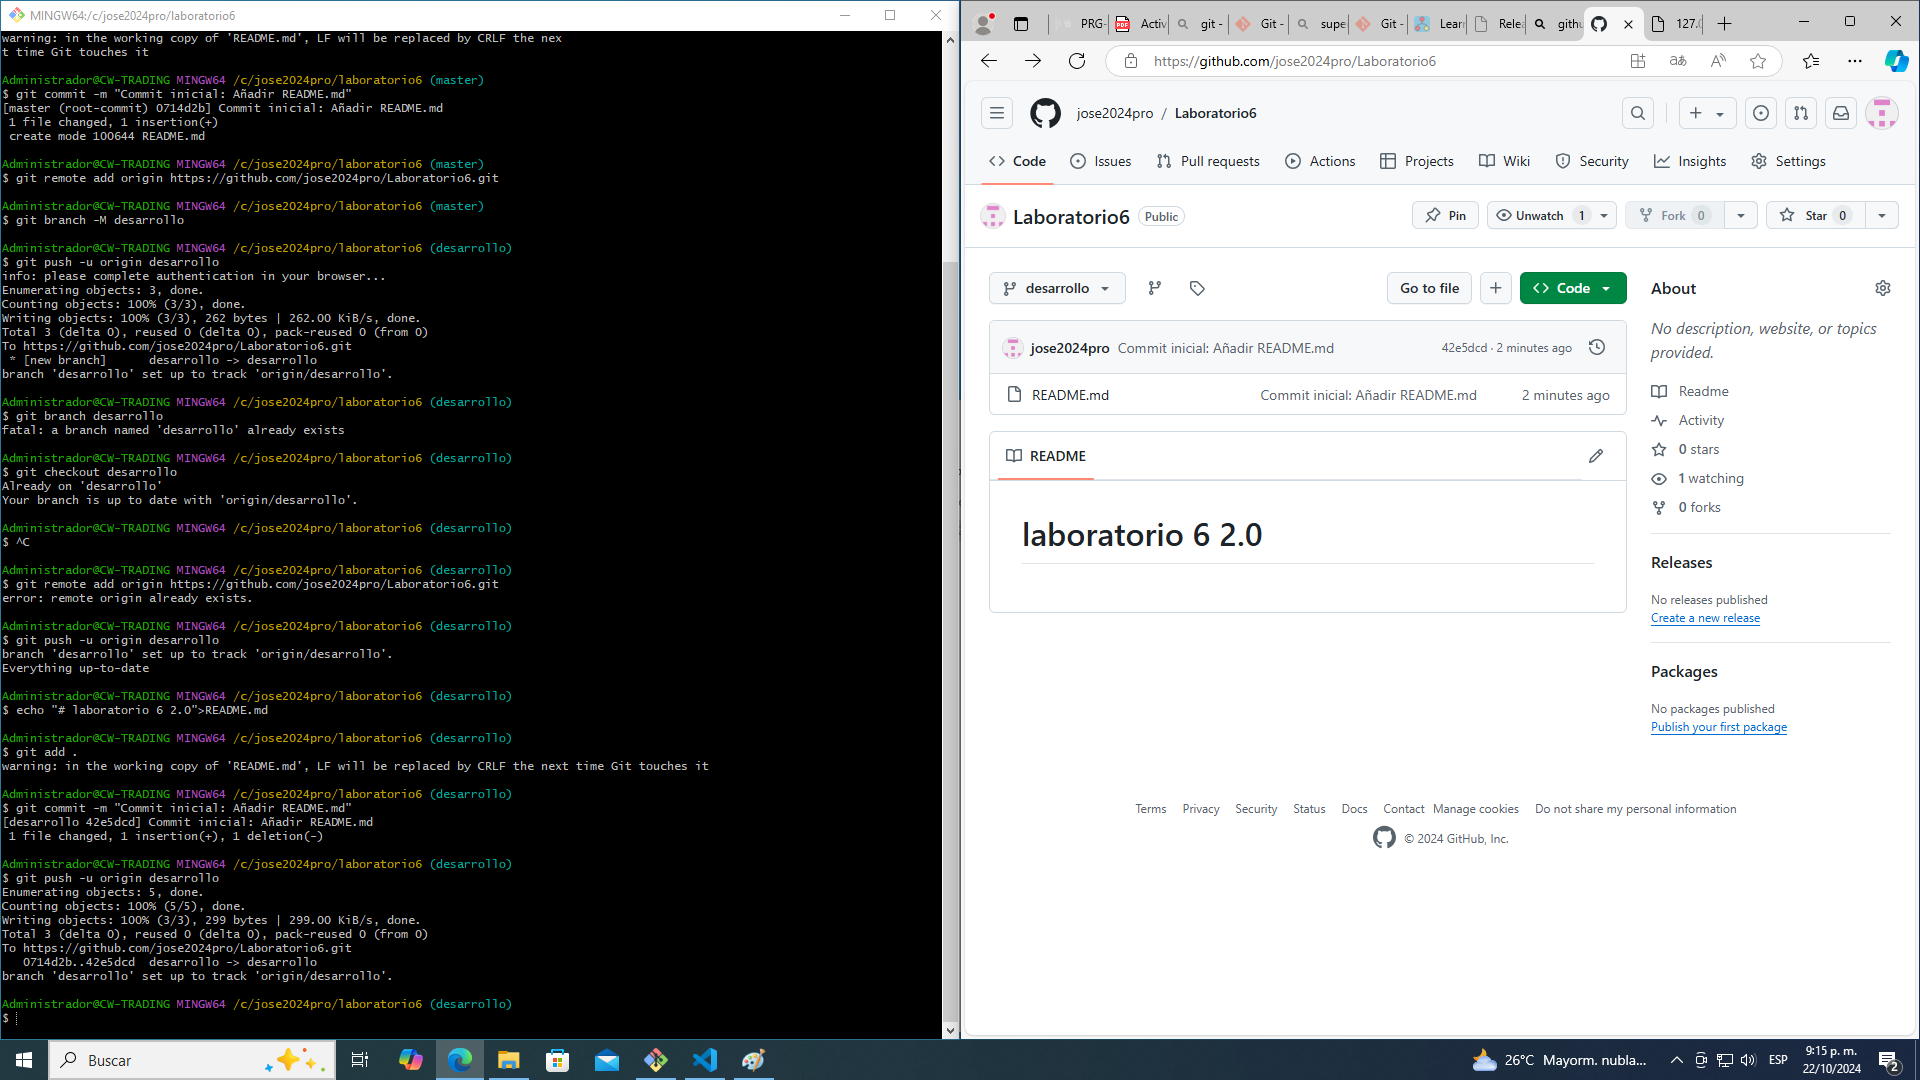 MINGW64:/c/jose2024pro/laboratorio6
warning: in the working copy of 'README.md', LF will be replaced by CRLF the nex
t time Git touches it
Administrador@CW-TRADING MINGW64 /c/jose2024pro/laboratorio6 (master)
$ git commit -m "Commit inicial: Añadir README.md"
[master (root-commit) 0714d2b] Commit inicial: Añadir README.md
1 file changed, 1 insertion(+)
create mode 100644 README.md
Administrador@CW-TRADING MINGW64 /c/jose2024pro/laboratorio6 (master)
$ git remote add origin https://github.com/jose2024pro/Laboratorio6.git
Administrador@CW-TRADING MINGW64 /c/jose2024pro/laboratorio6 (master)
$ git branch -M desarrollo
Administrador@CW-TRADING MINGW64 /c/jose2024pro/laboratorio6 (desarrollo)
$ git push -u origin desarrollo
info: please complete authentication in your browser...
Enumerating objects: 3, done.
Counting objects: 100% (3/3), done.
Writing objects: 100% (3/3), 262 bytes | 262.00 KiB/s, done.
Total 3 (delta 0), reused 0 (delta 0), pack-reused 0 (from 0)
To https://github.com/jose2024pro/Laboratorio6.git
* [new branch]      desarrollo -> desarrollo
branch 'desarrollo' set up to track 'origin/desarrollo'.
Administrador@CW-TRADING MINGW64 /c/jose2024pro/laboratorio6 (desarrollo)
$ git branch desarrollo
fatal: a branch named 'desarrollo' already exists
Administrador@CW-TRADING MINGW64 /c/jose2024pro/laboratorio6 (desarrollo)
$ git checkout desarrollo
Already on 'desarrollo'
Your branch is up to date with 'origin/desarrollo'.
Administrador@CW-TRADING MINGW64 /c/jose2024pro/laboratorio6 (desarrollo)
$ ^C
Administrador@CW-TRADING MINGW64 /c/jose2024pro/laboratorio6 (desarrollo)
$ git remote add origin https://github.com/jose2024pro/Laboratorio6.git
error: remote origin already exists.
Administrador@CW-TRADING MINGW64 /c/jose2024pro/laboratorio6 (desarrollo)
$ git push -u origin desarrollo
branch 'desarrollo' set up to track 'origin/desarrollo'.
Everything up-to-date
Administrador@CW-TRADING MINGW64 /c/jose2024pro/laboratorio6 (desarrollo)
$ echo "# laboratorio 6 2.0">README.md
Administrador@CW-TRADING MINGW64 /c/jose2024pro/laboratorio6 (desarrollo)
$ git add .
warning: in the working copy of 'README.md', LF will be replaced by CRLF the next time Git touches it
Administrador@CW-TRADING MINGW64 /c/jose2024pro/laboratorio6 (desarrollo)
$ git commit -m "Commit inicial: Añadir README.md"
[desarrollo 42e5dcd] Commit inicial: Añadir README.md
1 file changed, 1 insertion(+), 1 deletion(-)
Administrador@CW-TRADING MINGW64 /c/jose2024pro/laboratorio6 (desarrollo)
$ git push -u origin desarrollo
Enumerating objects: 5, done.
Counting objects: 100% (5/5), done.
Writing objects: 100% (3/3), 299 bytes | 299.00 KiB/s, done.
Total 3 (delta 0), reused 0 (delta 0), pack-reused 0 (from 0)
To https://github.com/jose2024pro/Laboratorio6.git
0714d2b..42e5dcd  desarrollo -> desarrollo
branch 'desarrollo' set up to track 'origin/desarrollo'.
Administrador@CW-TRADING MINGW64 /c/jose2024pro/laboratorio6 (desarrollo)
$
PRG- Activ git - Git - supe Git - Learn Relea githu 127.0
https://github.com/jose2024pro/Laboratorio6
jose2024pro / Laboratorio6
Code Issues Pull requests Actions Projects Wiki Security Insights Settings
Laboratorio6 Public Pin Unwatch 1 Fork 0 Star 0
desarrollo Go to file Code
jose2024pro Commit inicial: Añadir README.md 42e5dcd · 2 minutes ago
README.md Commit inicial: Añadir README.md 2 minutes ago
README
laboratorio 6 2.0
About
No description, website, or topics
provided.
Readme
Activity
0 stars
1 watching
0 forks
Releases
No releases published
Create a new release
Packages
No packages published
Publish your first package
Terms Privacy Security Status Docs Contact Manage cookies Do not share my personal information
© 2024 GitHub, Inc.
Buscar
26°C Mayorm. nubla...
ESP
9:15 p. m.
22/10/2024
2